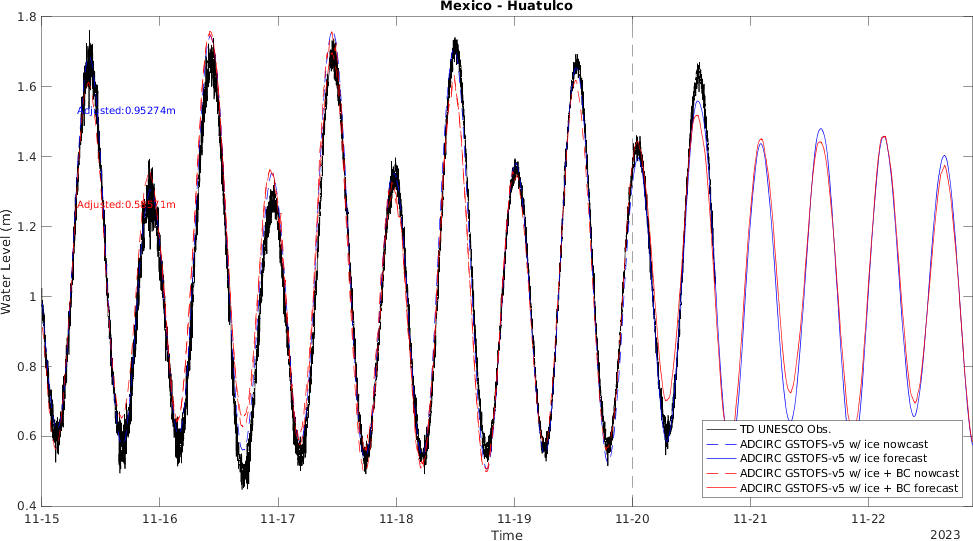 Mexico - Huatulco
1.8
1.6
1.4
1.2
1
0.8
0.6
0.4
Water Level (m)
Adjusted:0.95274m
TD UNESCO Obs.
ADCIRC GSTOFS-v5 w/ ice nowcast
ADCIRC GSTOFS-v5 w/ ice forecast
ADCIRC GSTOFS-v5 w/ ice + BC nowcast
ADCIRC GSTOFS-v5 w/ ice + BC forecast
11-15
11-16
11-17
11-18
11-19
11-20
11-21
11-22
Time
2023